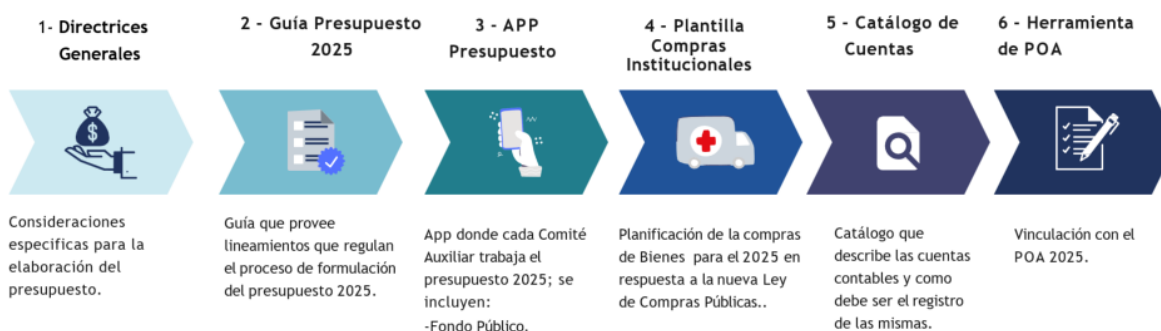 1- Directrices
Generales
2 - Guía Presupuesto
2025
3 - APP
Presupuesto
4 - Plantilla
Compras
Institucionales
5 - Catálogo de
Cuentas
6 - Herramienta
de POA
$
Consideraciones
especificas para la
elaboración del
presupuesto.
Guía que provee
lineamientos que regulan
el proceso de formulación
del presupuesto 2025.
App donde cada Comité
Auxiliar trabaja el
presupuesto 2025; se
incluyen:
-Fondo Público.
Planificación de la compras
de Bienes para el 2025 en
respuesta a la nueva Ley
de Compras Públicas..
Catálogo que
describe las cuentas
contables y como
debe ser el registro
de las mismas.
Vinculación con el
POA 2025.